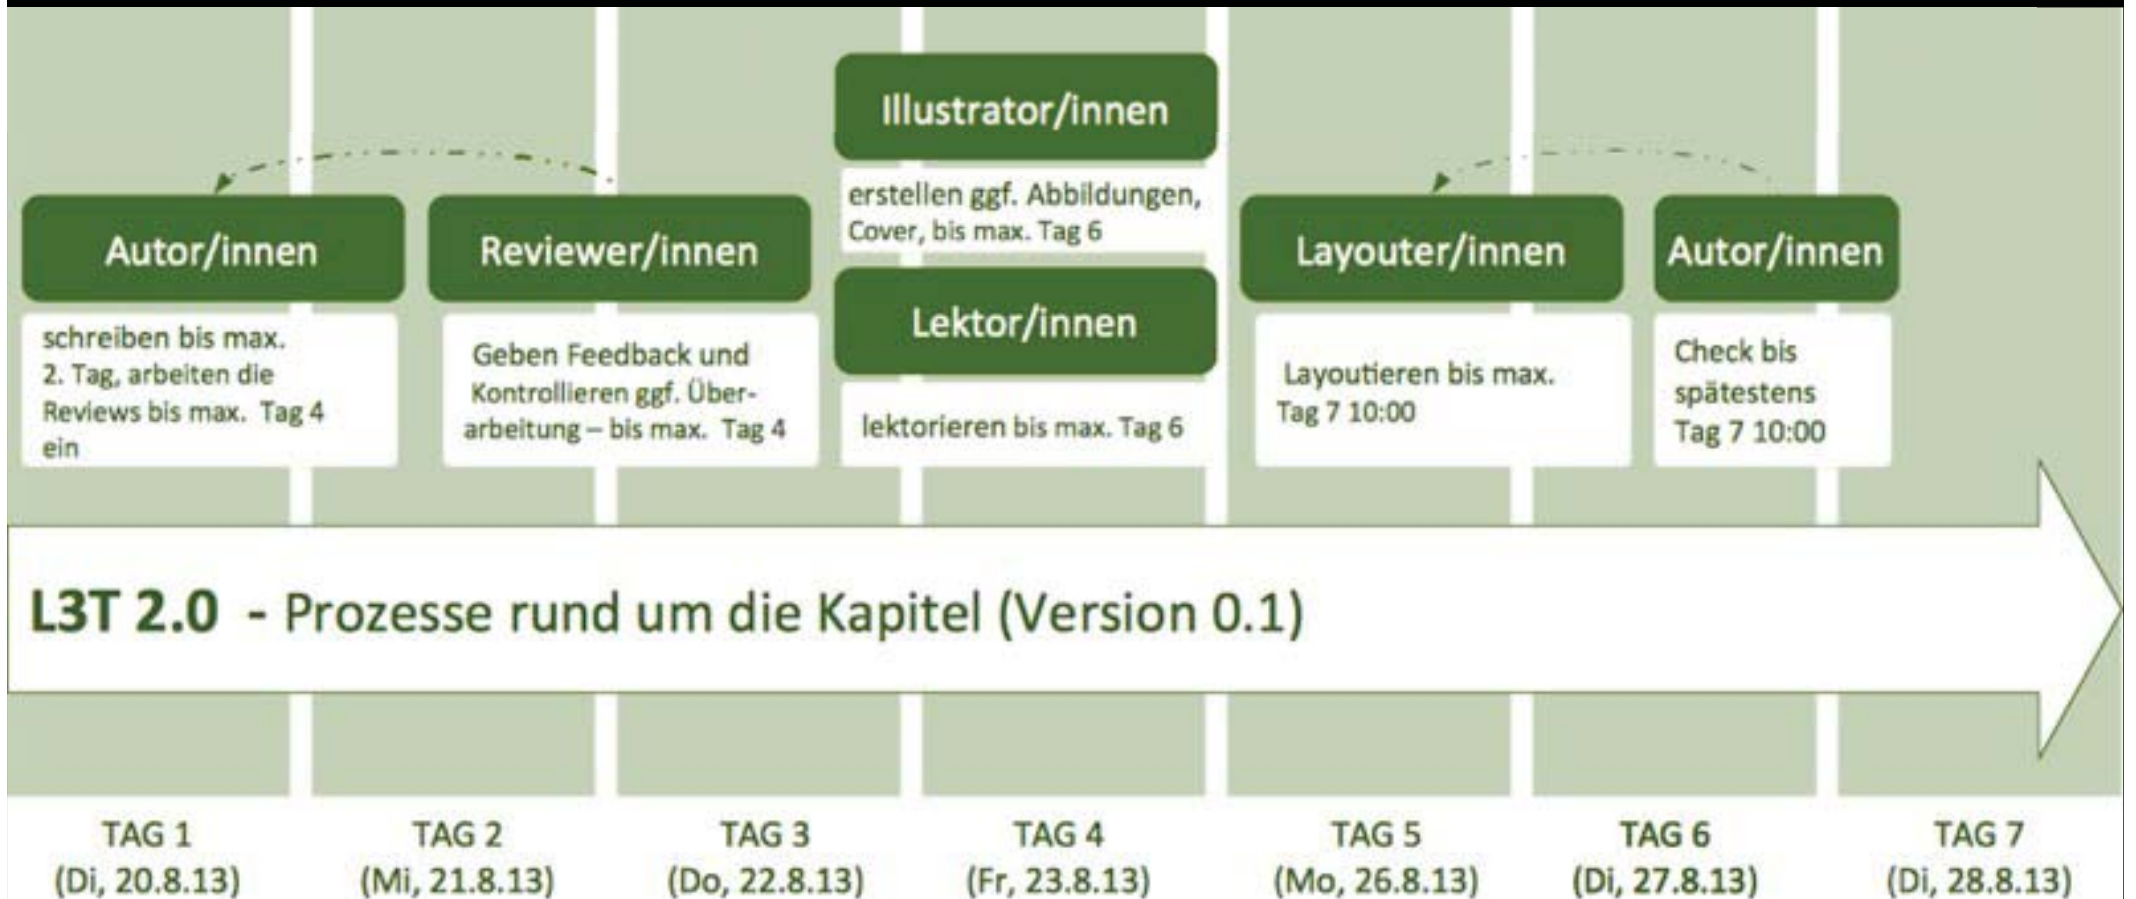 Autor/innen
schreiben bis max.
2. Tag, arbeiten die
Reviews bis max. Tag 4
ein
Reviewer/innen
Geben Feedback und
Kontrollieren ggf. Über-
arbeitung – bis max. Tag 4
Illustrator/innen
erstellen ggf. Abbildungen,
Cover, bis max. Tag 6
Lektor/innen
lektorieren bis max. Tag 6
Layouter/innen
Layoutieren bis max.
Tag 7 10:00
Autor/innen
Check bis
spätestens
Tag 7 10:00
L3T 2.0 - Prozesse rund um die Kapitel (Version 0.1)
TAG 1
(Di, 20.8.13)
TAG 2
(Mi, 21.8.13)
TAG 3
(Do, 22.8.13)
TAG 4
(Fr, 23.8.13)
TAG 5
(Mo, 26.8.13)
TAG 6
(Di, 27.8.13)
TAG 7
(Di, 28.8.13)